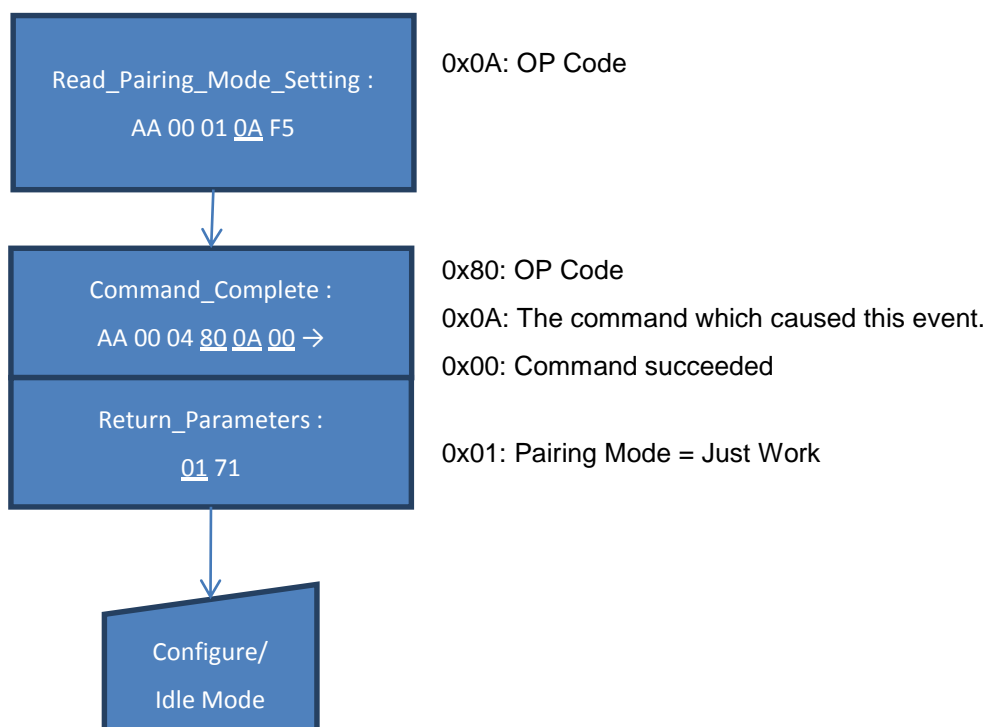 Read_Pairing_Mode_Setting :
AA 00 01 0A F5
0x0A: OP Code
Command_Complete :
AA 00 04 80 0A 00 →
0x80: OP Code
0x0A: The command which caused this event.
0x00: Command succeeded
Return_Parameters :
01 71
0x01: Pairing Mode = Just Work
Configure/
Idle Mode